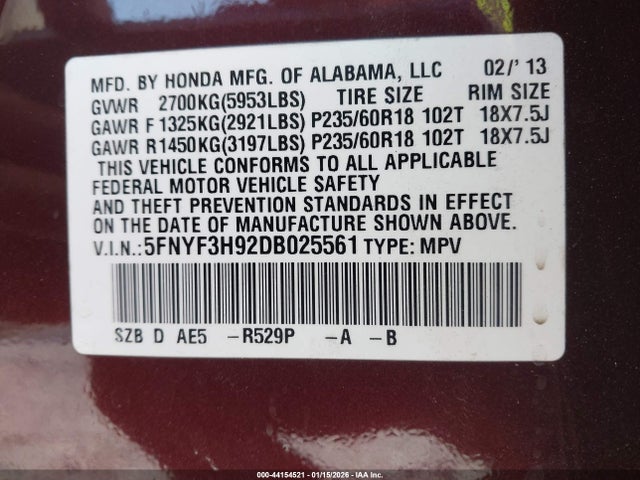 MFD. BY HONDA MFG. OF ALABAMA, LLC 02/'13
GVWR 2700KG(5953LBS) TIRE SIZE RIM SIZE
GAWR F 1325KG(2921LBS) P235/60R18 102T 18X7.5J
GAWR R1450KG(3197LBS) P235/60R18 102T 18X7.5J
THIS VEHICLE CONFORMS TO ALL APPLICABLE
FEDERAL MOTOR VEHICLE SAFETY
AND THEFT PREVENTION STANDARDS IN EFFECT
ON THE DATE OF MANUFACTURE SHOWN ABOVE.
V.I.N.: 5FNYF3H92DB025561 TYPE: MPV
SZB D AE5 -R529P -A -B
000-44154521 - 01/15/2026 - IAA Inc.